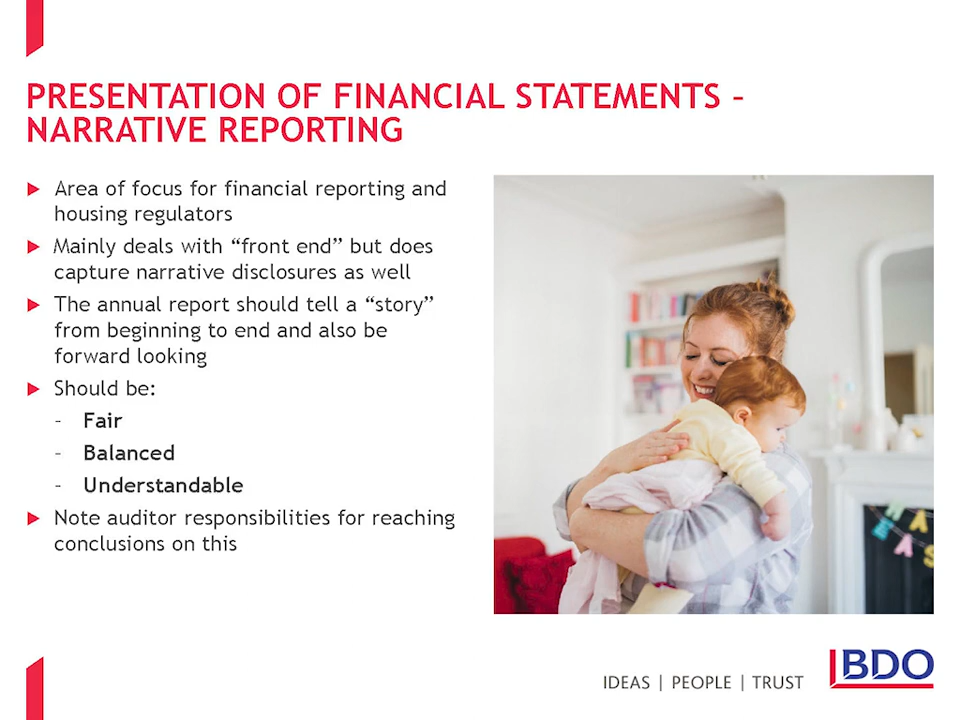 PRESENTATION OF FINANCIAL STATEMENTS –
NARRATIVE REPORTING
Area of focus for financial reporting and
housing regulators
Mainly deals with “front end” but does
capture narrative disclosures as well
The annual report should tell a “story”
from beginning to end and also be
forward looking
Should be:
- Fair
- Balanced
- Understandable
Note auditor responsibilities for reaching
conclusions on this
IDEAS | PEOPLE | TRUST
BDO